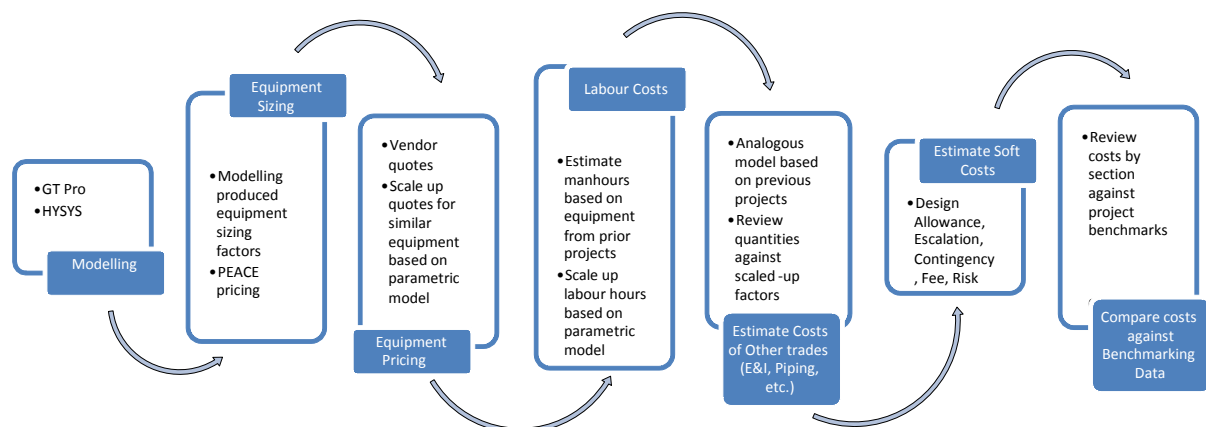 •GT Pro
•HYSYS
Modelling
Equipment
Sizing
•Modelling
produced
equipment
sizing
factors
•PEACE
pricing
•Vendor
quotes
•Scale up
quotes for
similar
equipment
based on
parametric
model
Equipment
Pricing
Labour Costs
•Estimate
manhours
based on
equipment
from prior
projects
•Scale up
labour hours
based on
parametric
model
•Analogous
model based
on previous
projects
•Review
quantities
against
scaled -up
factors
Estimate Costs
of Other trades
(E&I, Piping,
etc.)
Estimate Soft
Costs
•Design
Allowance,
Escalation,
Contingency
, Fee, Risk
•Review
costs by
section
against
project
benchmarks
Compare costs
against
Benchmarking
Data